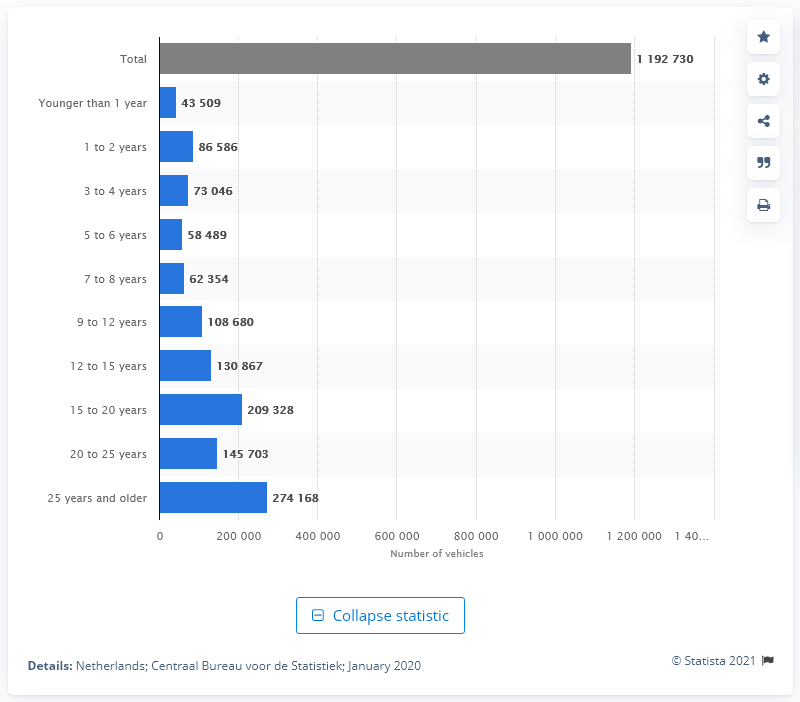 Total 1 192 730
Younger than 1 year 43 509
1 to 2 years 86 586
3 to 4 years 73 046
5 to 6 years 58 489
7 to 8 years 62 354
9 to 12 years 108 680
12 to 15 years 130 867
15 to 20 years 209 328
20 to 25 years 145 703
25 years and older 274 168
0 200 000 400 000 600 000 800 000 1 000 000 1 200 000 1 40…
Number of vehicles
Collapse statistic
© Statista 2021
Details: Netherlands; Centraal Bureau voor de Statistiek; January 2020